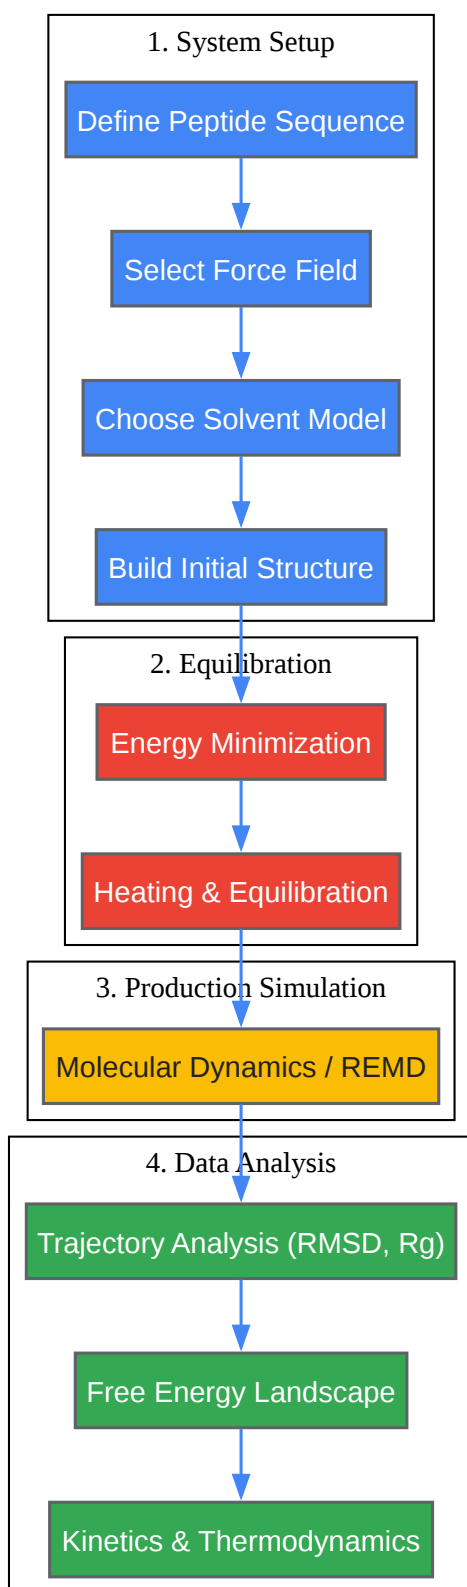 1. System Setup
Define Peptide Sequence
Select Force Field
Choose Solvent Model
Build Initial Structure
2. Equilibration
Energy Minimization
Heating & Equilibration
3. Production Simulation
Molecular Dynamics / REMD
4. Data Analysis
Trajectory Analysis (RMSD, Rg)
Free Energy Landscape
Kinetics & Thermodynamics